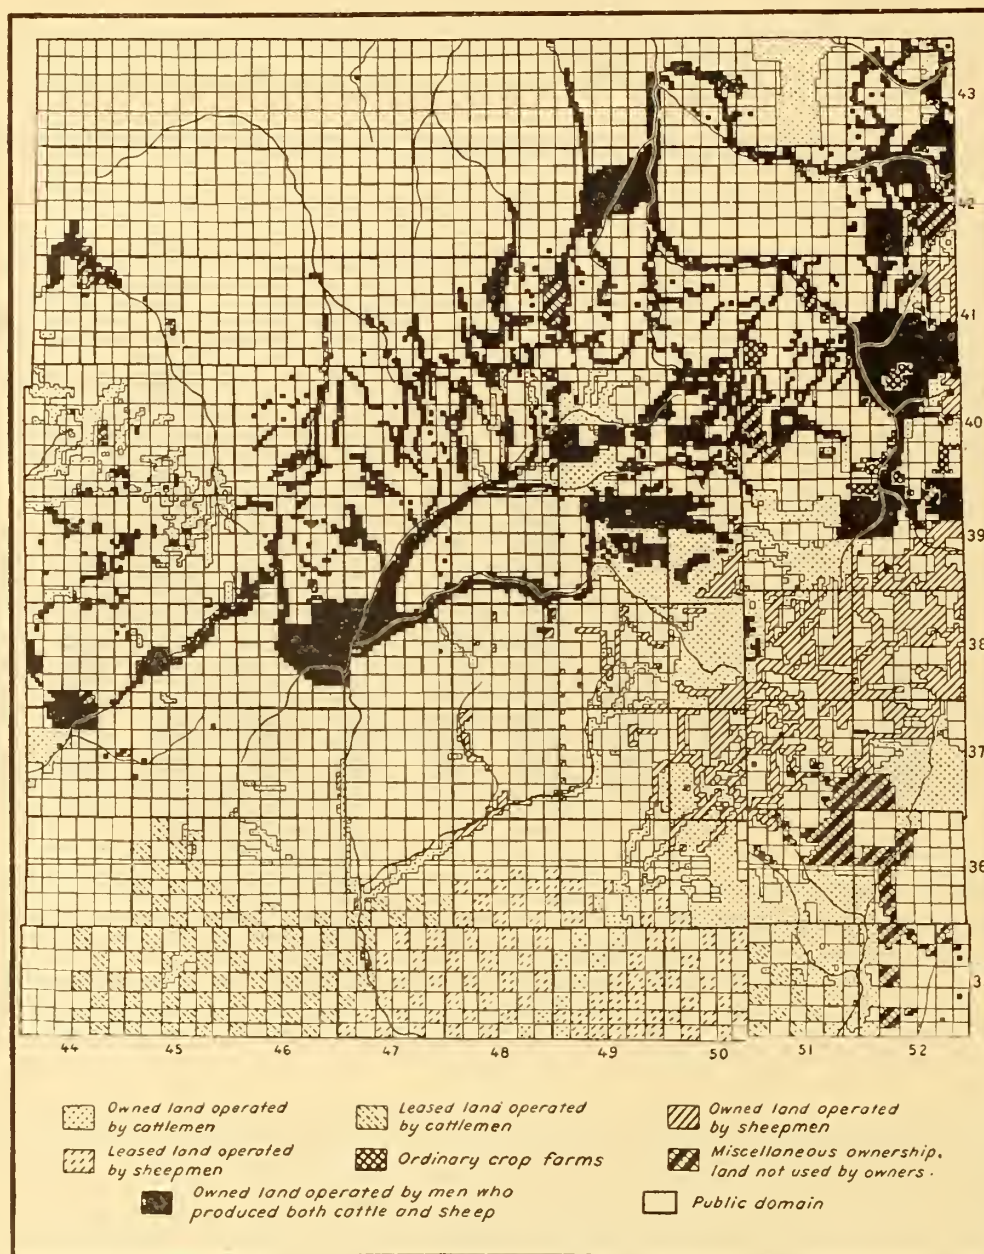 43
42
41
40
39
38
37
36
3
44 45 46 47 48 49 50 51 52
Owned land operated
by cattlemen
Leased land operated
by cattlemen
Owned land operated
by sheepmen
Leased land operated
by sheepmen
Ordinary crop farms
Miscellaneous ownership,
land not used by owners.
Owned land operated by men who
produced both cattle and sheep
Public domain